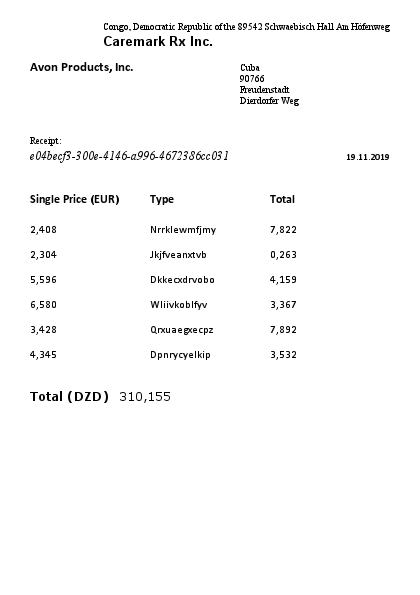 Congo, Democratic Republic of the 89542 Schwaebisch Hall Am Höfenweg
Caremark Rx Inc.
Avon Products, Inc.
Cuba
90766
Freudenstadt
Dierdorfer Weg
Receipt:
e04becf3-300e-4146-a996-4672386cc031
19.11.2019
Single Price (EUR) Type Total
2,408 Nrrklewmfjmy 7,822
2,304 Jkjfveanxtvb 0,263
5,596 Dkkecxdrvobo 4,159
6,580 Wliivkoblfyv 3,367
3,428 Qrxuaegxecpz 7,892
4,345 Dpnrycyelkip 3,532
Total (DZD) 310,155